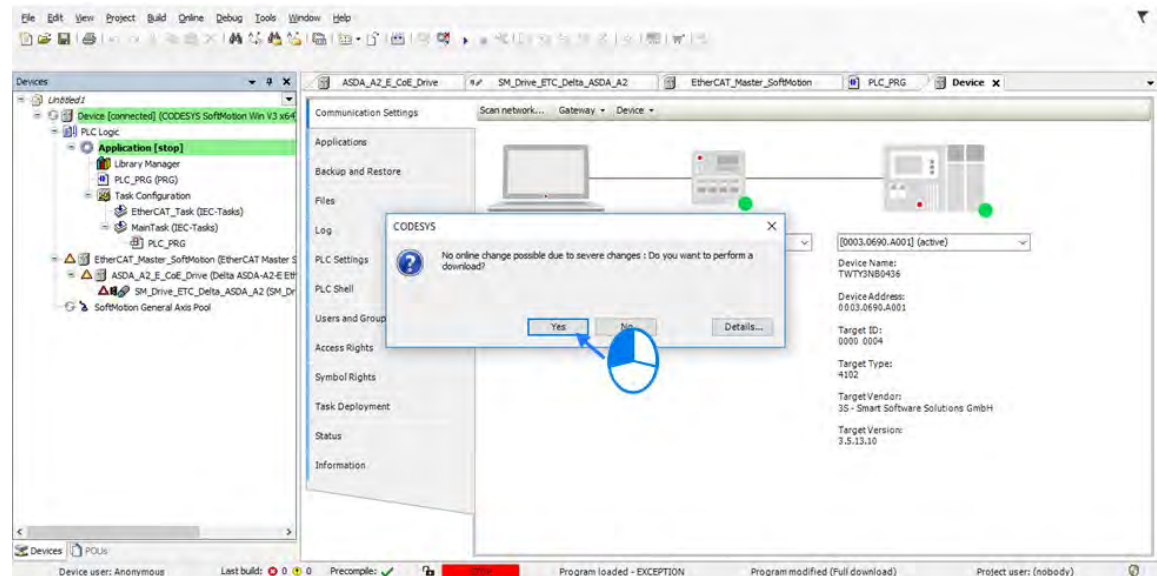 File Edit View Project Build Online Debug Tools Window Help
Devices
ASDA_A2_E_CoE_Drive
SM_Drive_ETC_Delta_ASDA_A2
EtherCAT_Master_SoftMotion
PLC_PRG
Device
Untitled1
Device [connected] (CODESYS SoftMotion Win V3 x64
PLC Logic
Application [stop]
Library Manager
PLC_PRG (PRG)
Task Configuration
EtherCAT_Task (IEC-Tasks)
MainTask (IEC-Tasks)
PLC_PRG
EtherCAT_Master_SoftMotion (EtherCAT Master S
ASDA_A2_E_CoE_Drive (Delta ASDA-A2-E Eth
SM_Drive_ETC_Delta_ASDA_A2 (SM_Dr
SoftMotion General Axis Pool
Devices POUs
Communication Settings
Applications
Backup and Restore
Files
Log
PLC Settings
PLC Shell
Users and Group
Access Rights
Symbol Rights
Task Deployment
Status
Information
Scan network... Gateway Device
CODESYS
No online change possible due to severe changes : Do you want to perform a
download?
Yes No Details...
[0003.0690.A001] (active)
Device Name:
TWTY3NB0436
Device Address:
0003.0690.A001
Target ID:
0000 0004
Target Type:
4102
Target Vendor:
3S - Smart Software Solutions GmbH
Target Version:
3.5.13.10
Device user: Anonymous Last build: 0 0 Precompile: STOP Program loaded - EXCEPTION Program modified (Full download) Project user: (nobody)